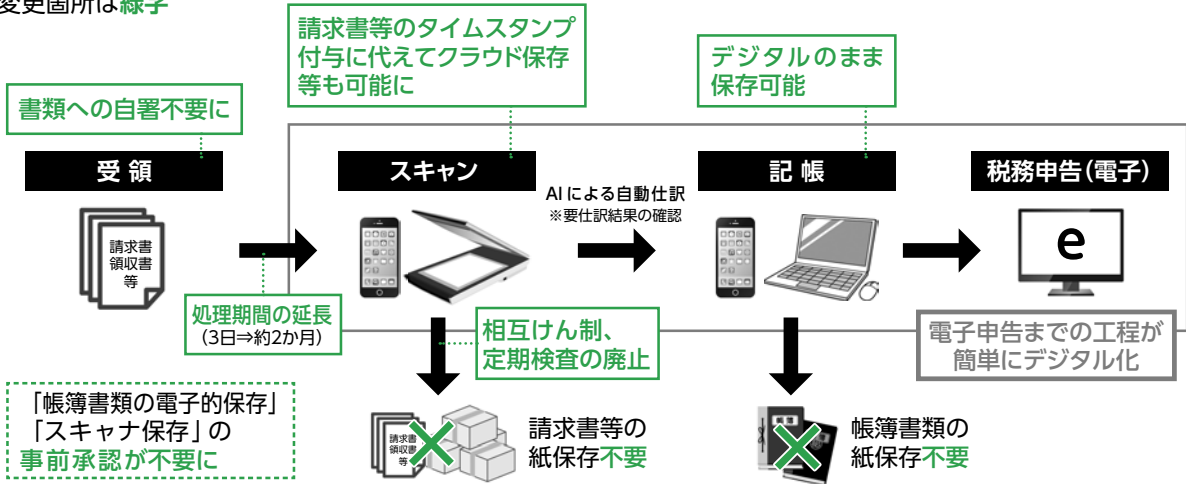 変更箇所は緑字
請求書等のタイムスタンプ
付与に代えてクラウド保存
等も可能に
デジタルのまま
保存可能
書類への自署不要に
受 領
スキャン
記 帳
税務申告(電子)
AI による自動仕訳
※要仕訳結果の確認
請求書
領収書
等
e
処理期間の延長
(3日⇒約2か月)
相互けん制、
定期検査の廃止
電子申告までの工程が
簡単にデジタル化
「帳簿書類の電子的保存」
「スキャナ保存」の
事前承認が不要に
請求書
領収書
等
請求書等の
紙保存不要
帳簿
帳簿書類の
紙保存不要